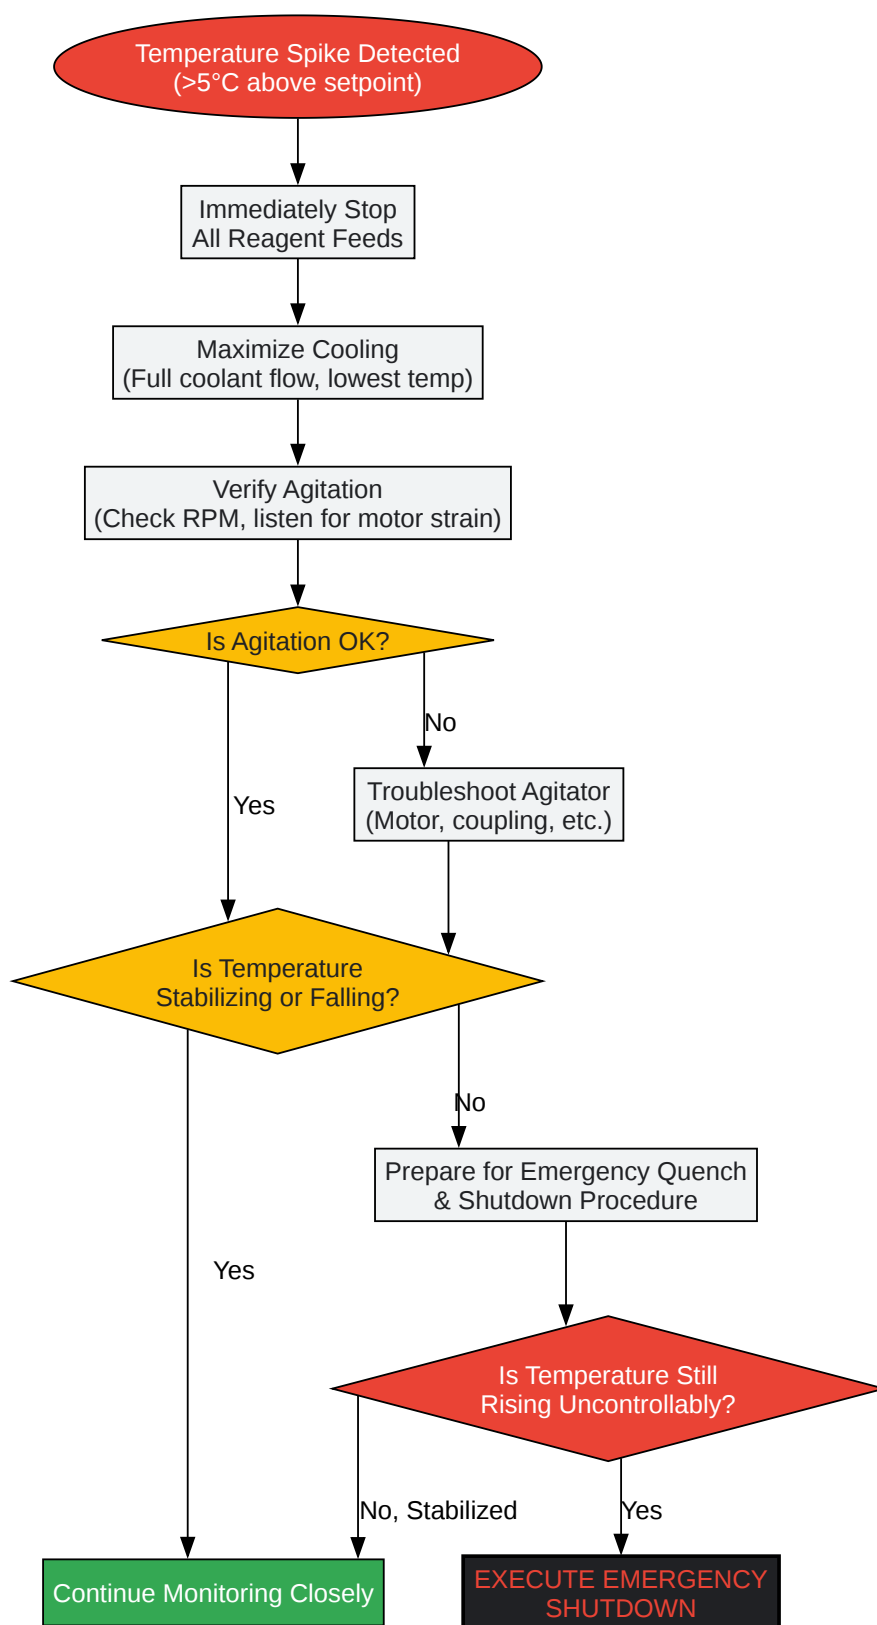 Temperature Spike Detected
(>5°C above setpoint)
Immediately Stop
All Reagent Feeds
Maximize Cooling
(Full coolant flow, lowest temp)
Verify Agitation
(Check RPM, listen for motor strain)
Is Agitation OK?
No
Troubleshoot Agitator
(Motor, coupling, etc.)
Yes
Is Temperature
Stabilizing or Falling?
No
Prepare for Emergency Quench
& Shutdown Procedure
Yes
Is Temperature Still
Rising Uncontrollably?
No, Stabilized
Yes
Continue Monitoring Closely
EXECUTE EMERGENCY
SHUTDOWN